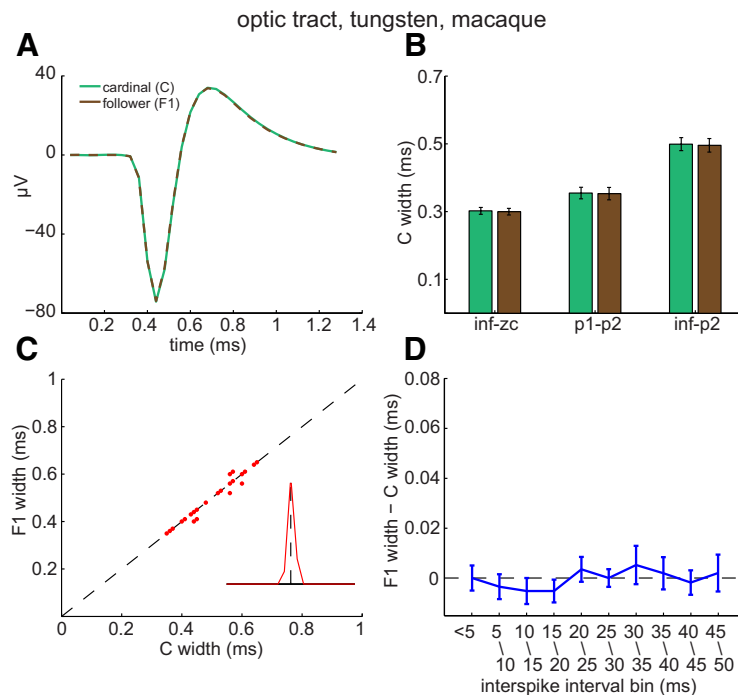 optic tract, tungsten, macaque
A
40
0
−40
−80
µV
cardinal (C)
follower (F1)
0.2 0.4 0.6 0.8 1 1.2 1.4
time (ms)
B
0.7
0.5
0.3
0.1
C width (ms)
inf-zc p1-p2 inf-p2
C
1
0.8
0.6
0.4
0.2
F1 width (ms)
0 0.2 0.4 0.6 0.8 1
C width (ms)
D
0.08
0.06
0.04
0.02
0
F1 width − C width (ms)
<5 5\10 10\15 15\20 20\25 25\30 30\35 35\40 40\45 45\50
interspike interval bin (ms)